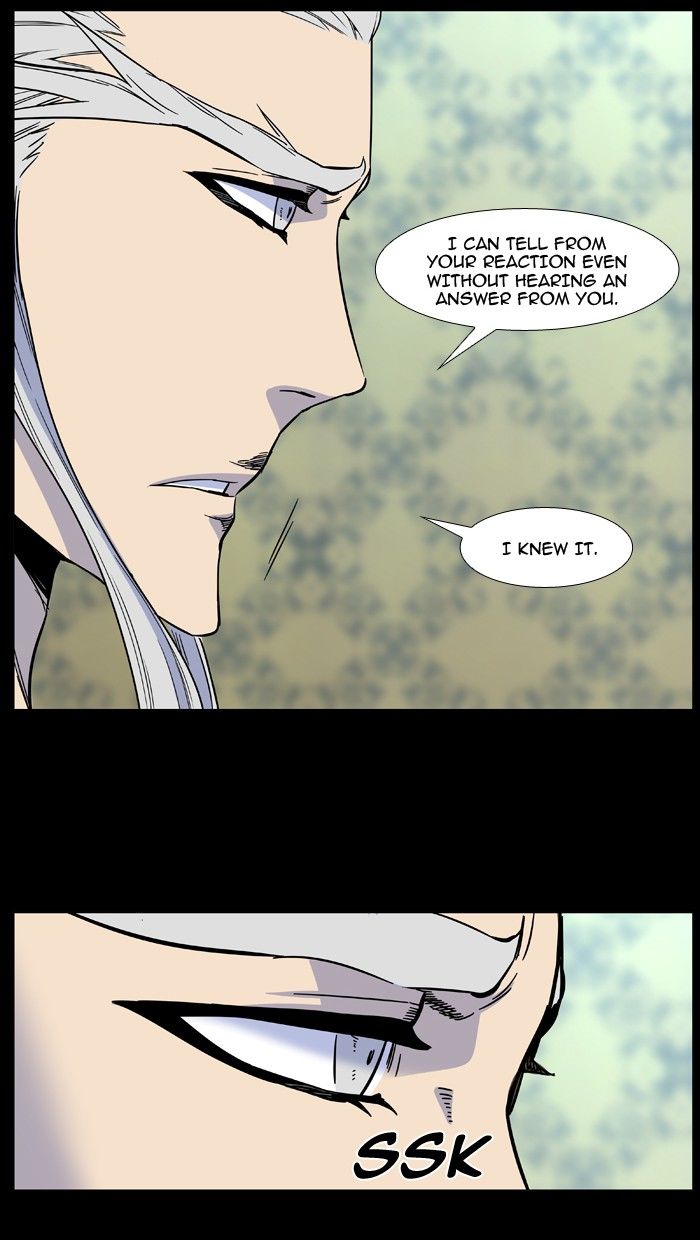 I CAN TELL FROM
YOUR REACTION EVEN
WITHOUT HEARING AN
ANSWER FROM YOU.
I KNEW IT.
SSK